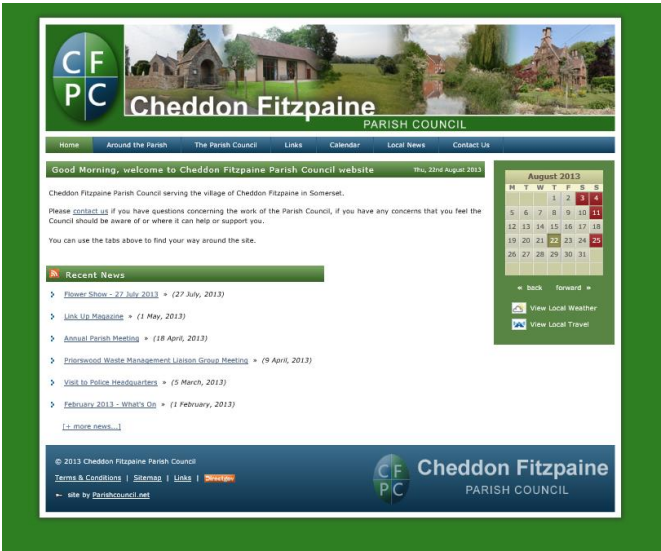 C F
P C
Cheddon Fitzpaine
PARISH COUNCIL
Home Around the Parish The Parish Council Links Calendar Local News Contact Us
Good Morning, welcome to Cheddon Fitzpaine Parish Council website Thu, 22nd August 2013
Cheddon Fitzpaine Parish Council serving the village of Cheddon Fitzpaine in Somerset.
Please contact us if you have questions concerning the work of the Parish Council, if you have any concerns that you feel the
Council should be aware of or where it can help or support you.
You can use the tabs above to find your way around the site.
Recent News
Flower Show - 27 July 2013 » (27 July, 2013)
Link Up Magazine » (1 May, 2013)
Annual Parish Meeting » (18 April, 2013)
Priorswood Waste Management Liaison Group Meeting » (9 April, 2013)
Visit to Police Headquarters » (5 March, 2013)
February 2013 - What's On » (1 February, 2013)
[+ more news...]
August 2013
M T W T F S S
1 2 3 4
5 6 7 8 9 10 11
12 13 14 15 16 17 18
19 20 21 22 23 24 25
26 27 28 29 30 31
« back forward »
View Local Weather
View Local Travel
© 2013 Cheddon Fitzpaine Parish Council
Terms & Conditions | Sitemap | Links | Directgov
← site by Parishcouncil.net
C F
P C
Cheddon Fitzpaine
PARISH COUNCIL